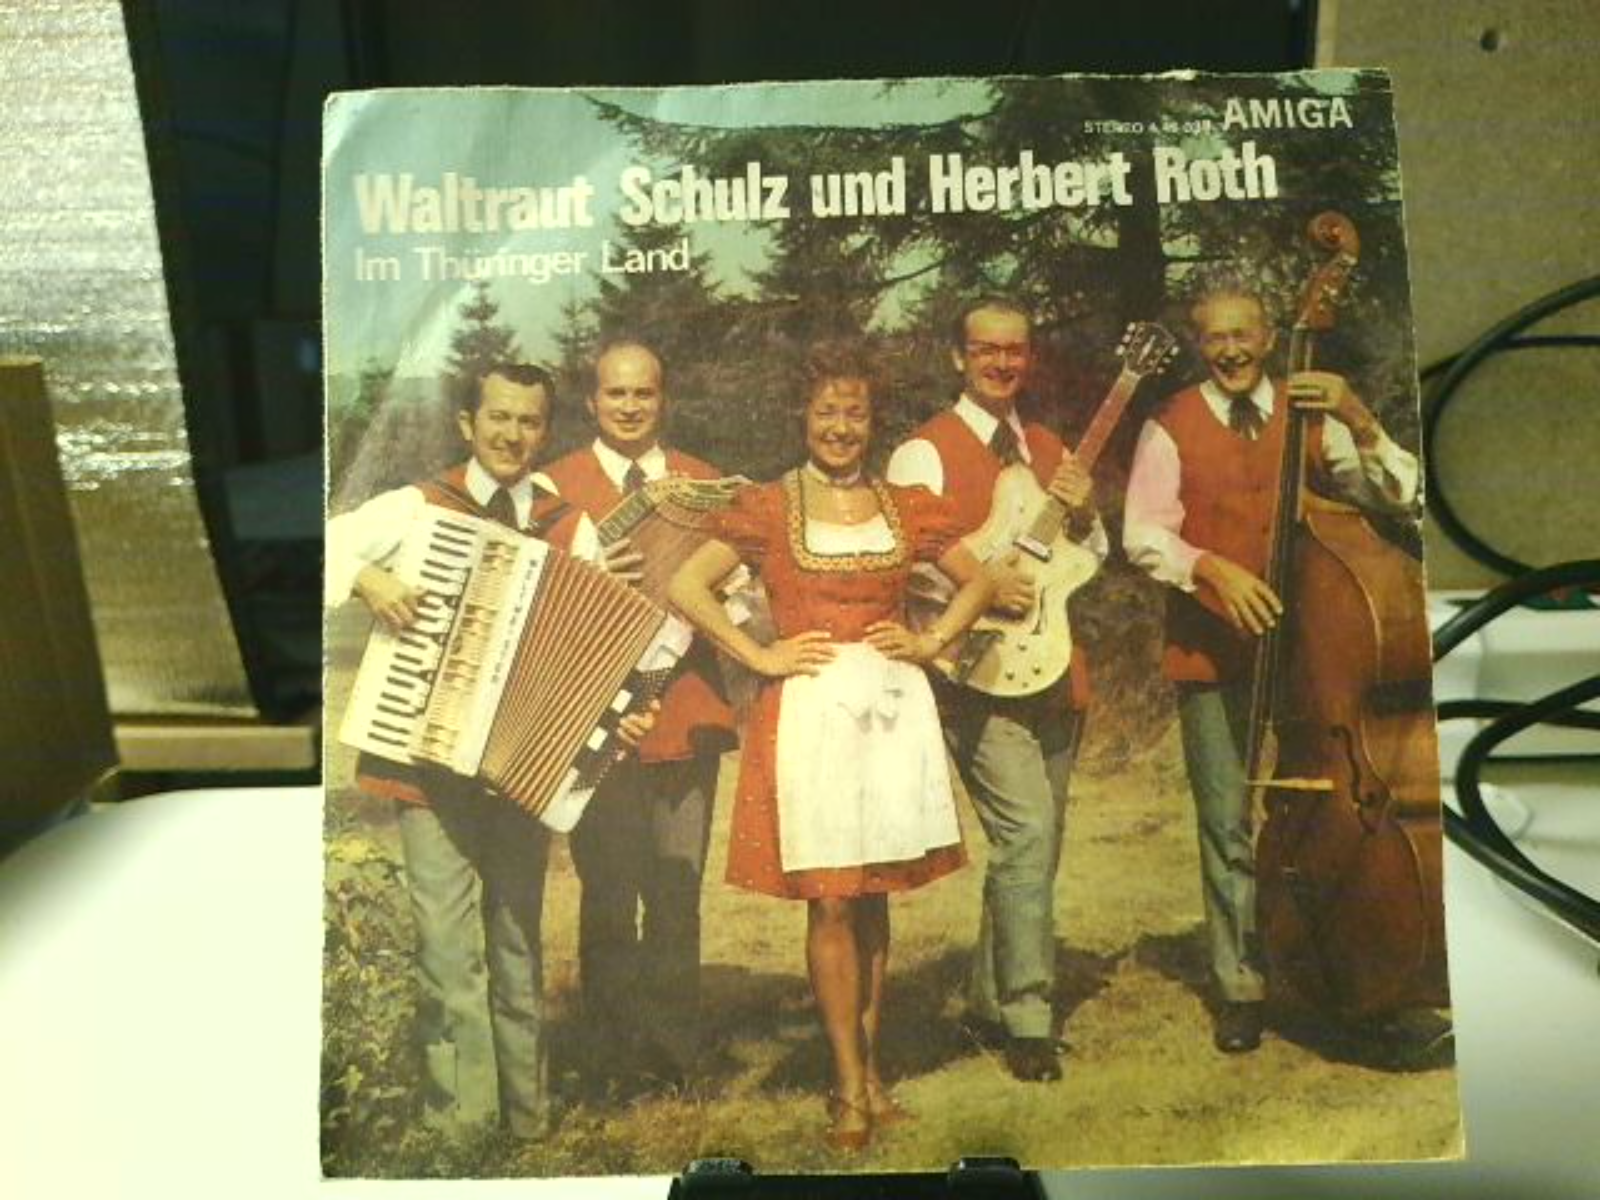 STEREO AMIGA
Waltraut Schulz und Herbert Roth
Im Thüringer Land